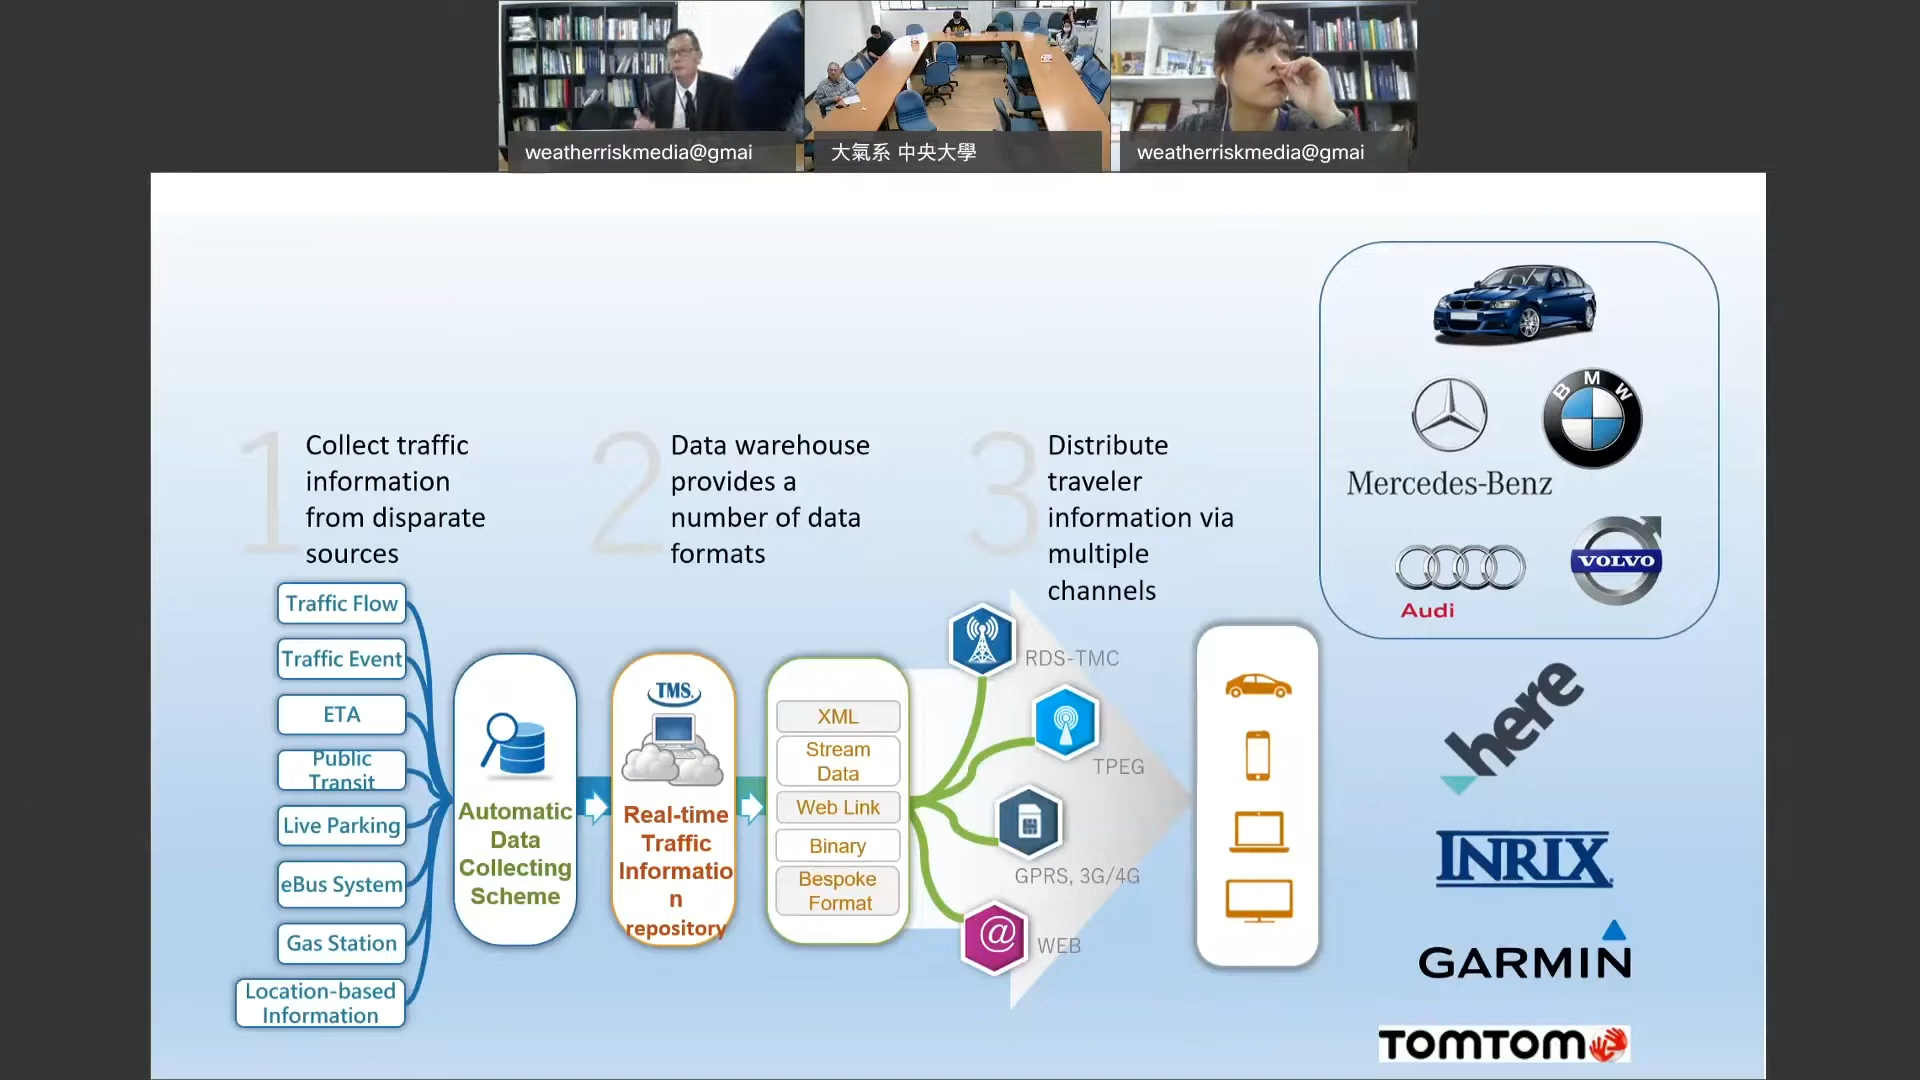 weatherriskmedia@gmai
大氣系 中央大學
weatherriskmedia@gmai
1
Collect traffic
information
from disparate
sources
2
Data warehouse
provides a
number of data
formats
3
Distribute
traveler
information via
multiple
channels
Traffic Flow
Traffic Event
ETA
Public
Transit
Live Parking
eBus System
Gas Station
Location-based
Information
Automatic
Data
Collecting
Scheme
TMS.
Real-time
Traffic
Informatio
n
repository
XML
Stream
Data
Web Link
Binary
Bespoke
Format
RDS-TMC
TPEG
GPRS, 3G/4G
@
WEB
BMW
Mercedes-Benz
VOLVO
Audi
here
INRIX
GARMIN
TOMTOM